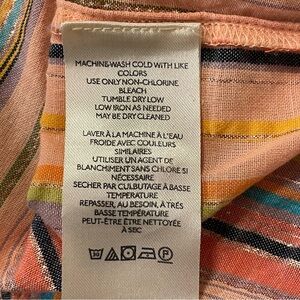 MACHINE WASH COLD WITH LIKE
COLORS
USE ONLY NON-CHLORINE
BLEACH
TUMBLE DRY LOW
LOW IRON AS NEEDED
MAY BE DRY CLEANED
LAVER À LA MACHINE À L'EAU
FROIDE AVEC COULEURS
SIMILAIRES
UTILISER UN AGENT DE
BLANCHIMENT SANS CHLORE SI
NÉCESSAIRE
SECHER PAR CULBUTAGE À BASSE
TEMPÉRATURE
REPASSER, AU BESOIN, À TRÈS
BASSE TEMPÉRATURE
PEUT-ÊTRE ÊTRE NETTOYÉE
À SEC